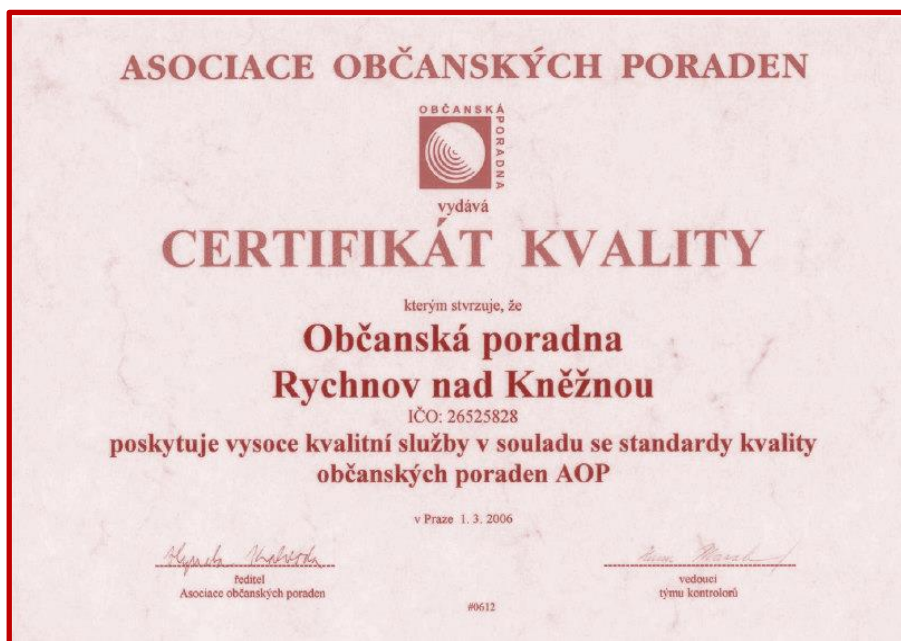 ASOCIACE OBČANSKÝCH PORADEN
OBČANSKÁ
PORADNA
vydává
CERTIFIKÁT KVALITY
kterým stvrzuje, že
Občanská poradna
Rychnov nad Kněžnou
IČO: 26525828
poskytuje vysoce kvalitní služby v souladu se standardy kvality
občanských poraden AOP
v Praze 1. 3. 2006
ředitel
Asociace občanských poraden
vedoucí
týmu kontrolorů
#0612